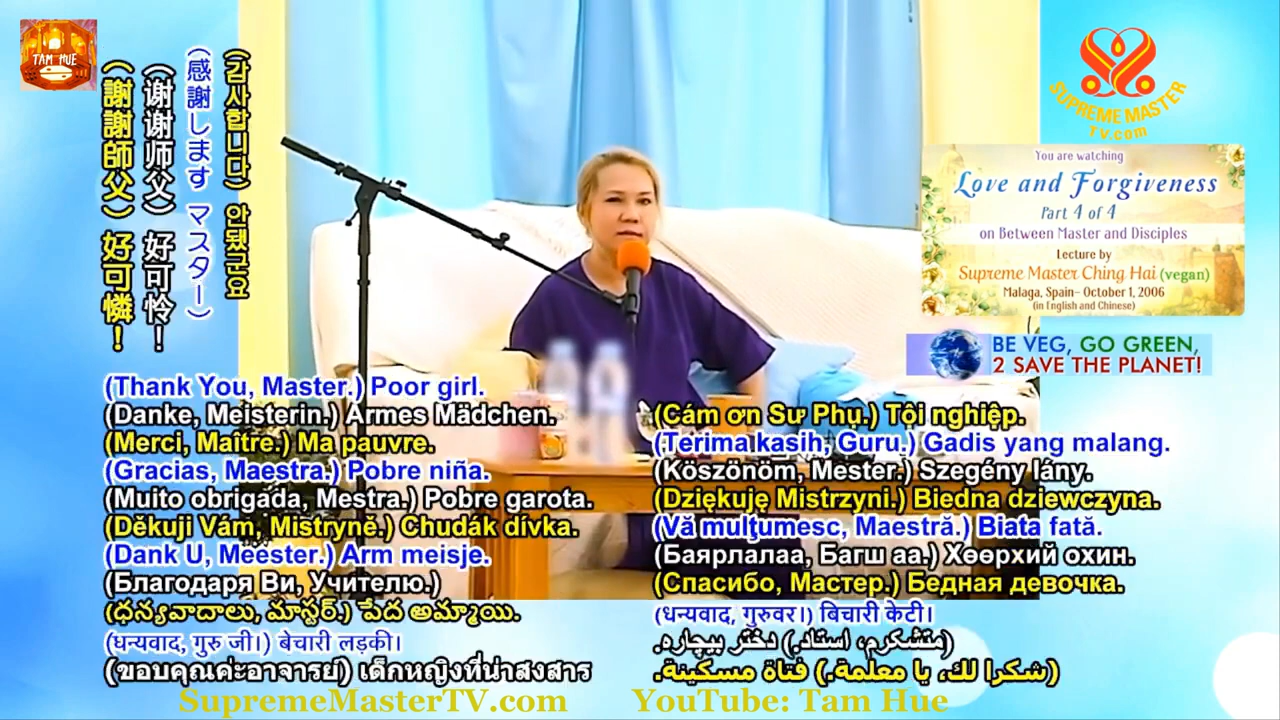 TAM HUE
(감사합니다) 안됐군요
(感謝します マスター)
(谢谢师父) 好可怜！
(謝謝師父) 好可憐！
SUPREME MASTER
TV.com
You are watching
Love and Forgiveness
Part 4 of 4
on Between Master and Disciples
Lecture by
Supreme Master Ching Hai (vegan)
Malaga, Spain– October 1, 2006
(in English and Chinese)
BE VEG, GO GREEN,
2 SAVE THE PLANET!
(Thank You, Master.) Poor girl.
(Danke, Meisterin.) Armes Mädchen.
(Merci, Maître.) Ma pauvre.
(Gracias, Maestra.) Pobre niña.
(Muito obrigada, Mestra.) Pobre garota.
(Děkuji Vám, Mistryně.) Chudák dívka.
(Dank U, Meester.) Arm meisje.
(Благодаря Ви, Учителю.)
(ధన్యవాదాలు, మాస్టర్.) పేద అమ్మాయి.
(धन्यवाद, गुरु जी।) बेचारी लड़की।
(ขอบคุณค่ะอาจารย์) เด็กหญิงที่น่าสงสาร
(Cám ơn Sư Phụ.) Tội nghiệp.
(Terima kasih, Guru.) Gadis yang malang.
(Köszönöm, Mester.) Szegény lány.
(Dziękuję Mistrzyni.) Biedna dziewczyna.
(Vă mulţumesc, Maestră.) Biata fată.
(Баярлалаа, Багш аа.) Хөөрхий охин.
(Спасибо, Мастер.) Бедная девочка.
(धन्यवाद, गुरुवर।) बिचारी केटी।
(متشکرم، استاد.) دختر بیچاره.
(شكرا لك، يا معلمة.) فتاة مسكينة.
SupremeMasterTV.com
YouTube: Tam Hue